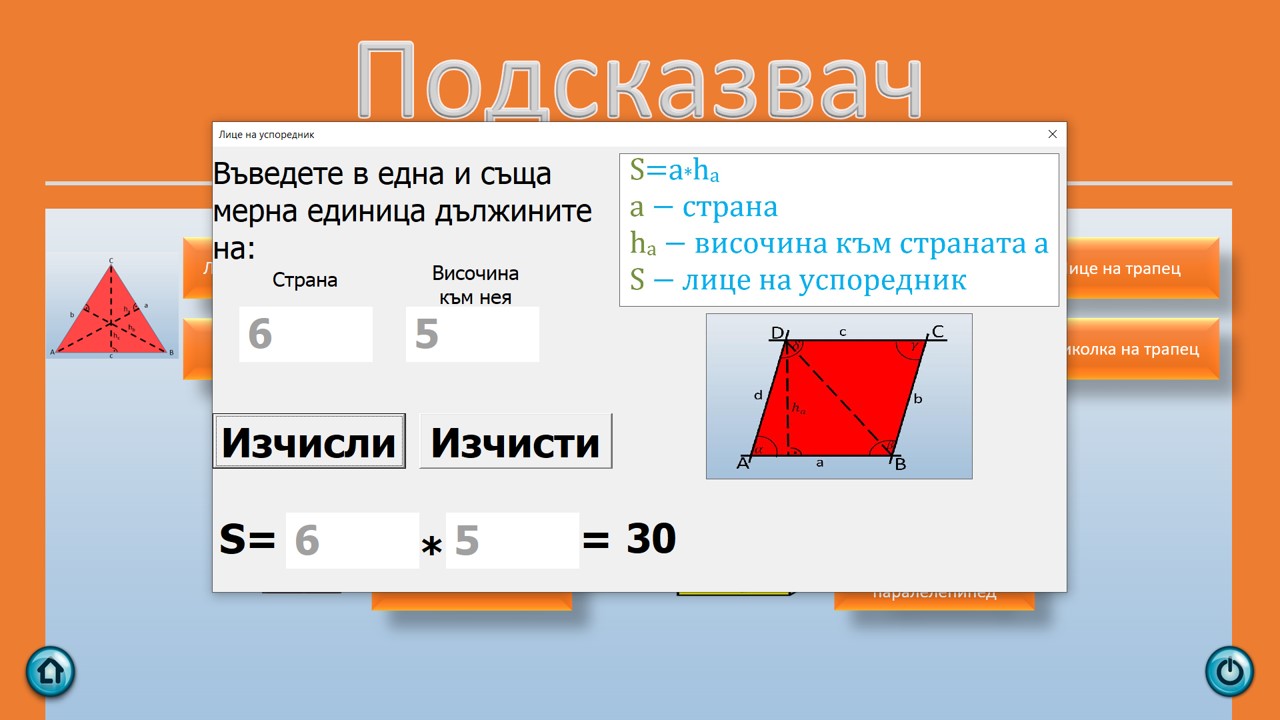 Подсказвач
Лице на успоредник
Въведете в една и съща
мерна единица дължините
на:
Страна
Височина
към нея
6
5
Изчисли
Изчисти
S= 6 * 5 = 30
S=a*hₐ
a – страна
hₐ – височина към страната a
S – лице на успоредник
D
c
C
d
hₐ
b
α
β
γ
A
a
B
C
b
a
A
c
B
ице на трапец
иколка на трапец
паралелепипед